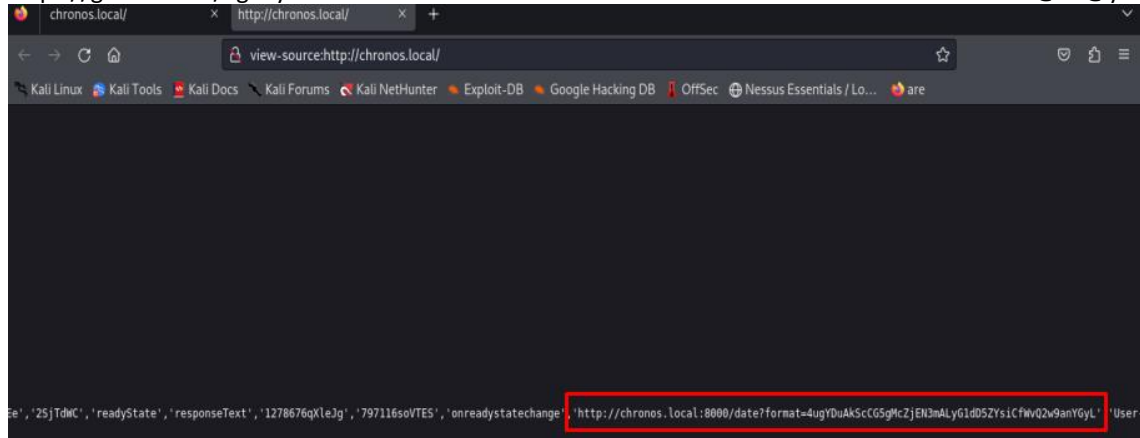 chronos.local/ × http://chronos.local/ × +
view-source:http://chronos.local/
Kali Linux Kali Tools Kali Docs Kali Forums Kali NetHunter Exploit-DB Google Hacking DB OffSec Nessus Essentials / Lo... are
'readyState','responseText','1278676qXleJg','797116soVTES','onreadystatechange','http://chronos.local:8000/date?format=4ugYDuAkScCG5gMcZjEN3mALyG1dD5ZYsiCfWvQ2w9anYGyL' 'User-